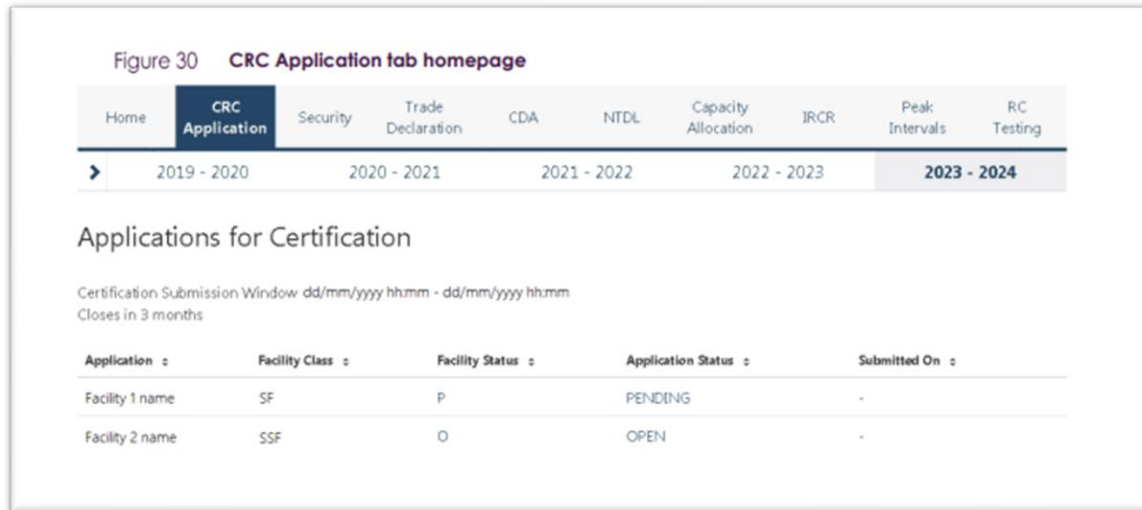 Figure 30 CRC Application tab homepage
Home CRC Application Security Trade Declaration CDA NTDL Capacity Allocation IRCR Peak Intervals RC Testing
2019 - 2020 2020 - 2021 2021 - 2022 2022 - 2023 2023 - 2024
Applications for Certification
Certification Submission Window dd/mm/yyyy hh:mm - dd/mm/yyyy hh:mm
Closes in 3 months
Application Facility Class Facility Status Application Status Submitted On
Facility 1 name SF P PENDING -
Facility 2 name SSF O OPEN -